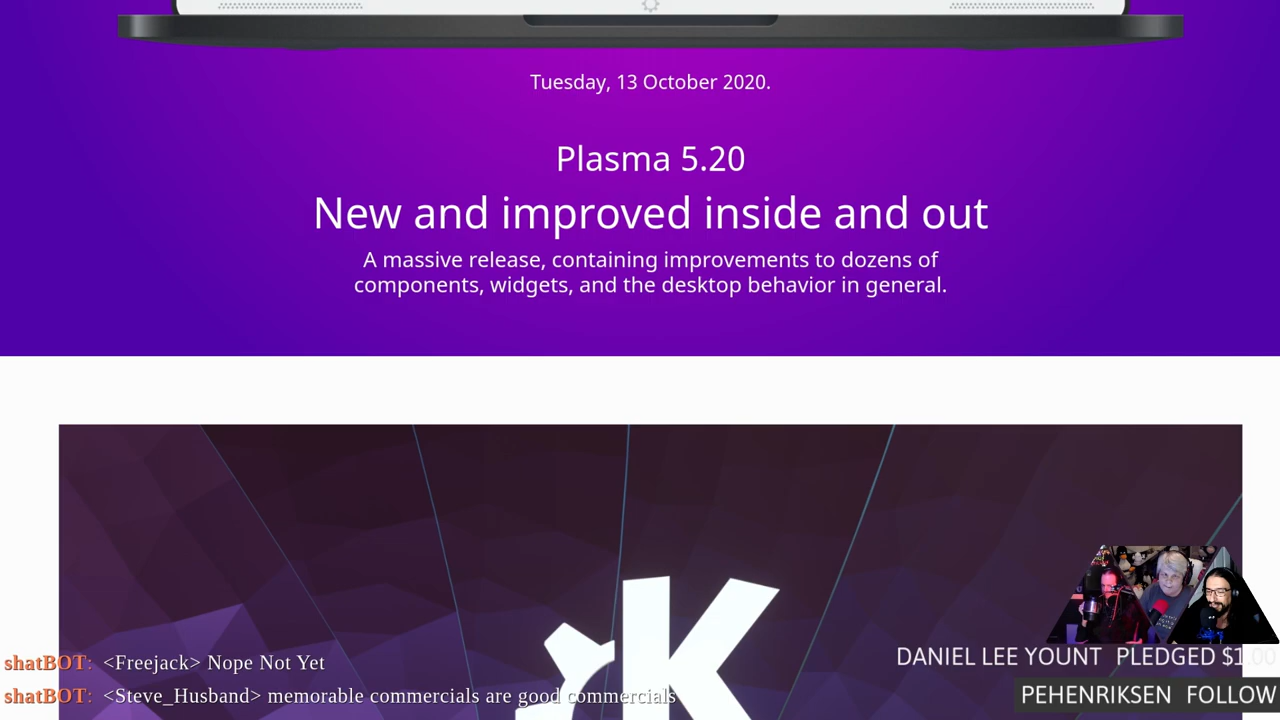 Tuesday, 13 October 2020.
Plasma 5.20
New and improved inside and out
A massive release, containing improvements to dozens of
components, widgets, and the desktop behavior in general.
shatBOT: <Freejack> Nope Not Yet
shatBOT: <Steve_Husband> memorable commercials are good commercials
DANIEL LEE YOUNT PLEDGED $1.00
PEHENRIKSEN FOLLOW